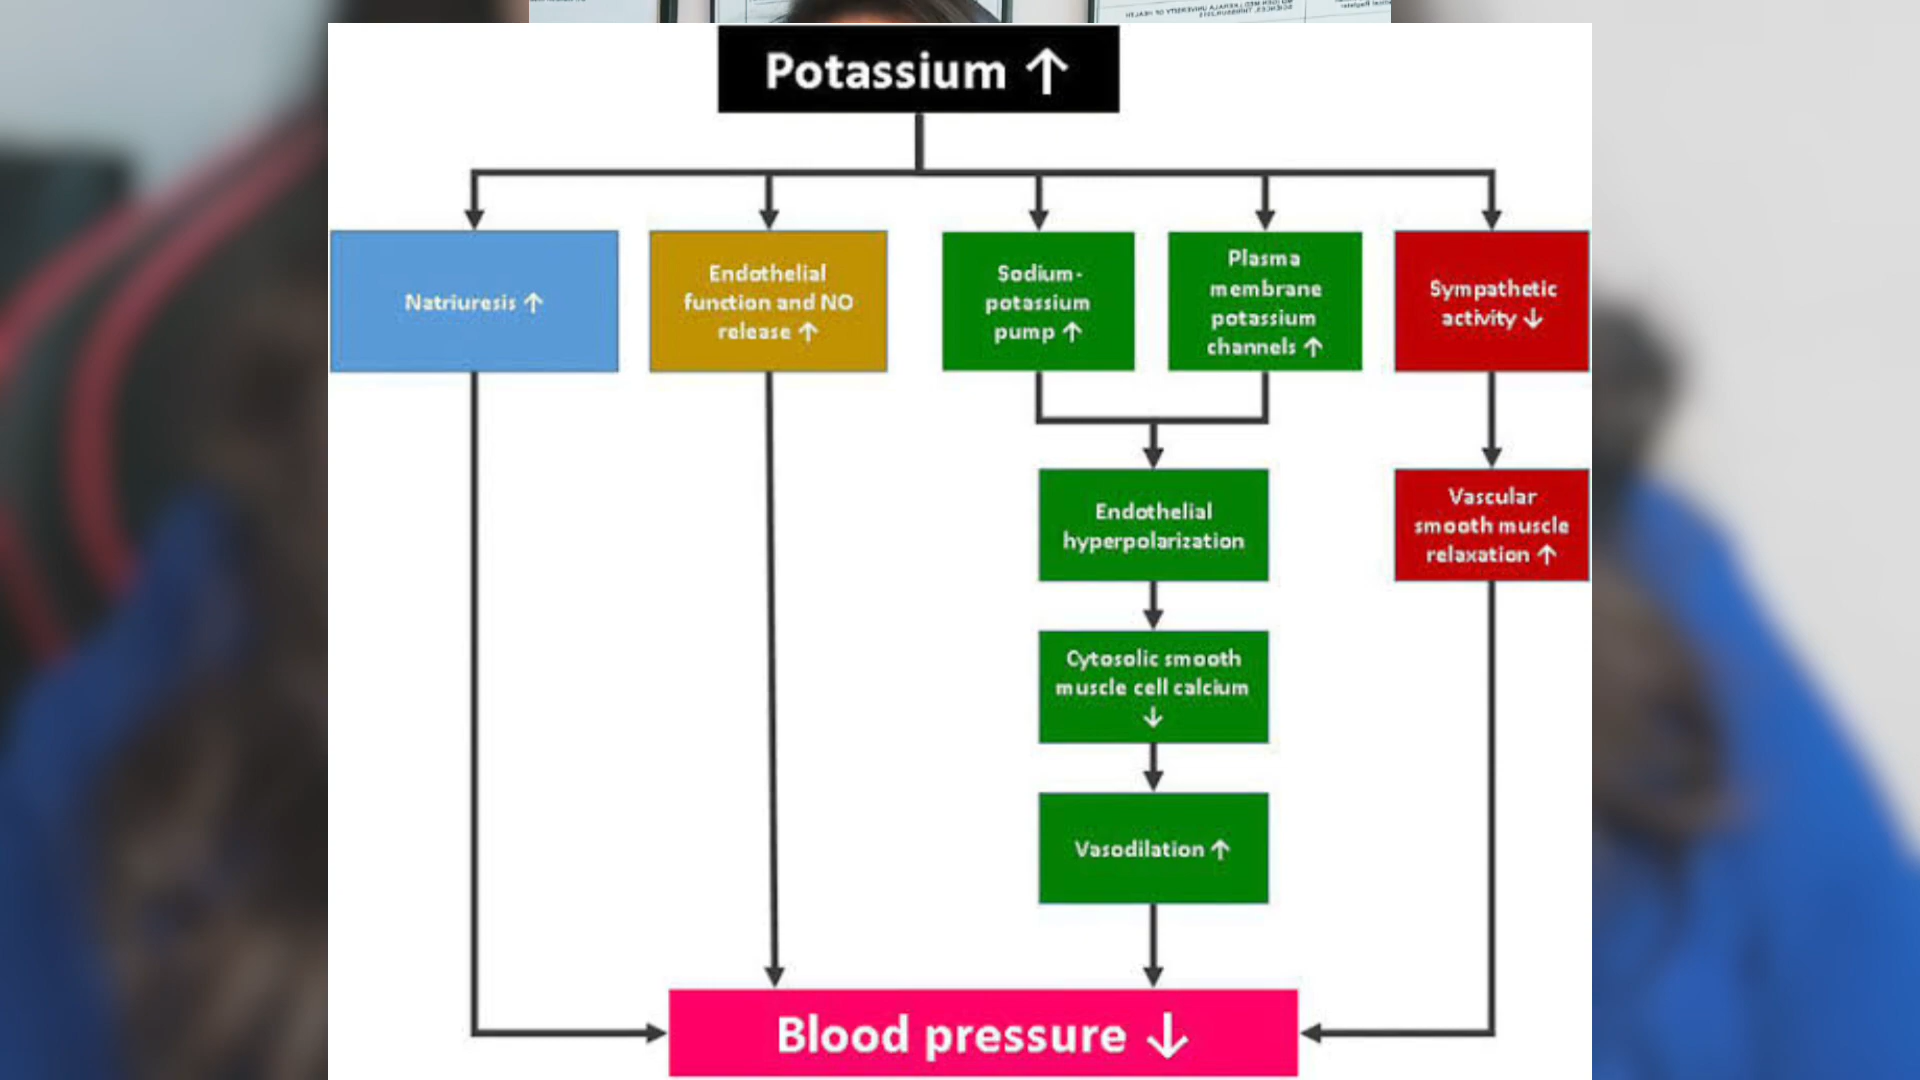 Potassium ↑
Natriuresis ↑
Endothelial
function and NO
release ↑
Sodium-
potassium
pump ↑
Plasma
membrane
potassium
channels ↑
Sympathetic
activity ↓
Endothelial
hyperpolarization
Vascular
smooth muscle
relaxation ↑
Cytosolic smooth
muscle cell calcium
↓
Vasodilation ↑
Blood pressure ↓